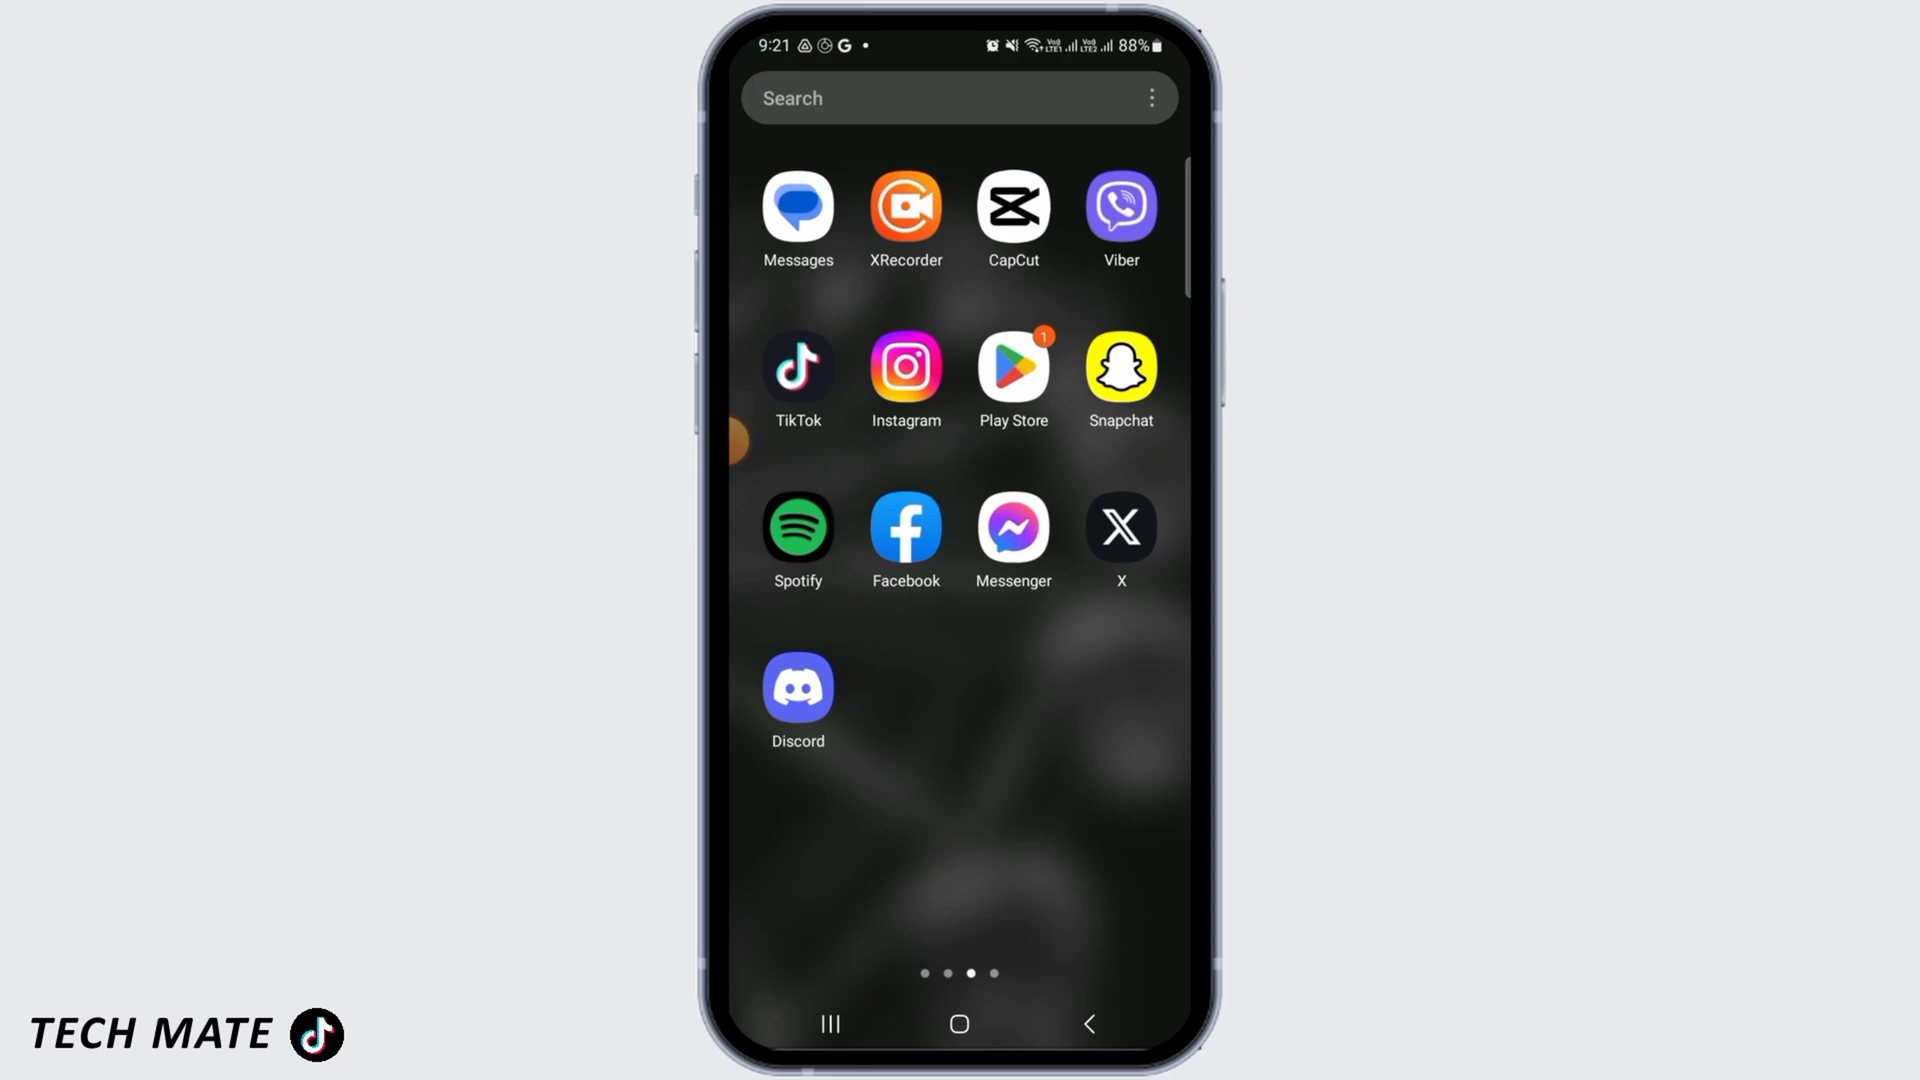 9:21 G 88%
Search
Messages XRecorder CapCut Viber
1
TikTok Instagram Play Store Snapchat
Spotify Facebook Messenger X
Discord
TECH MATE